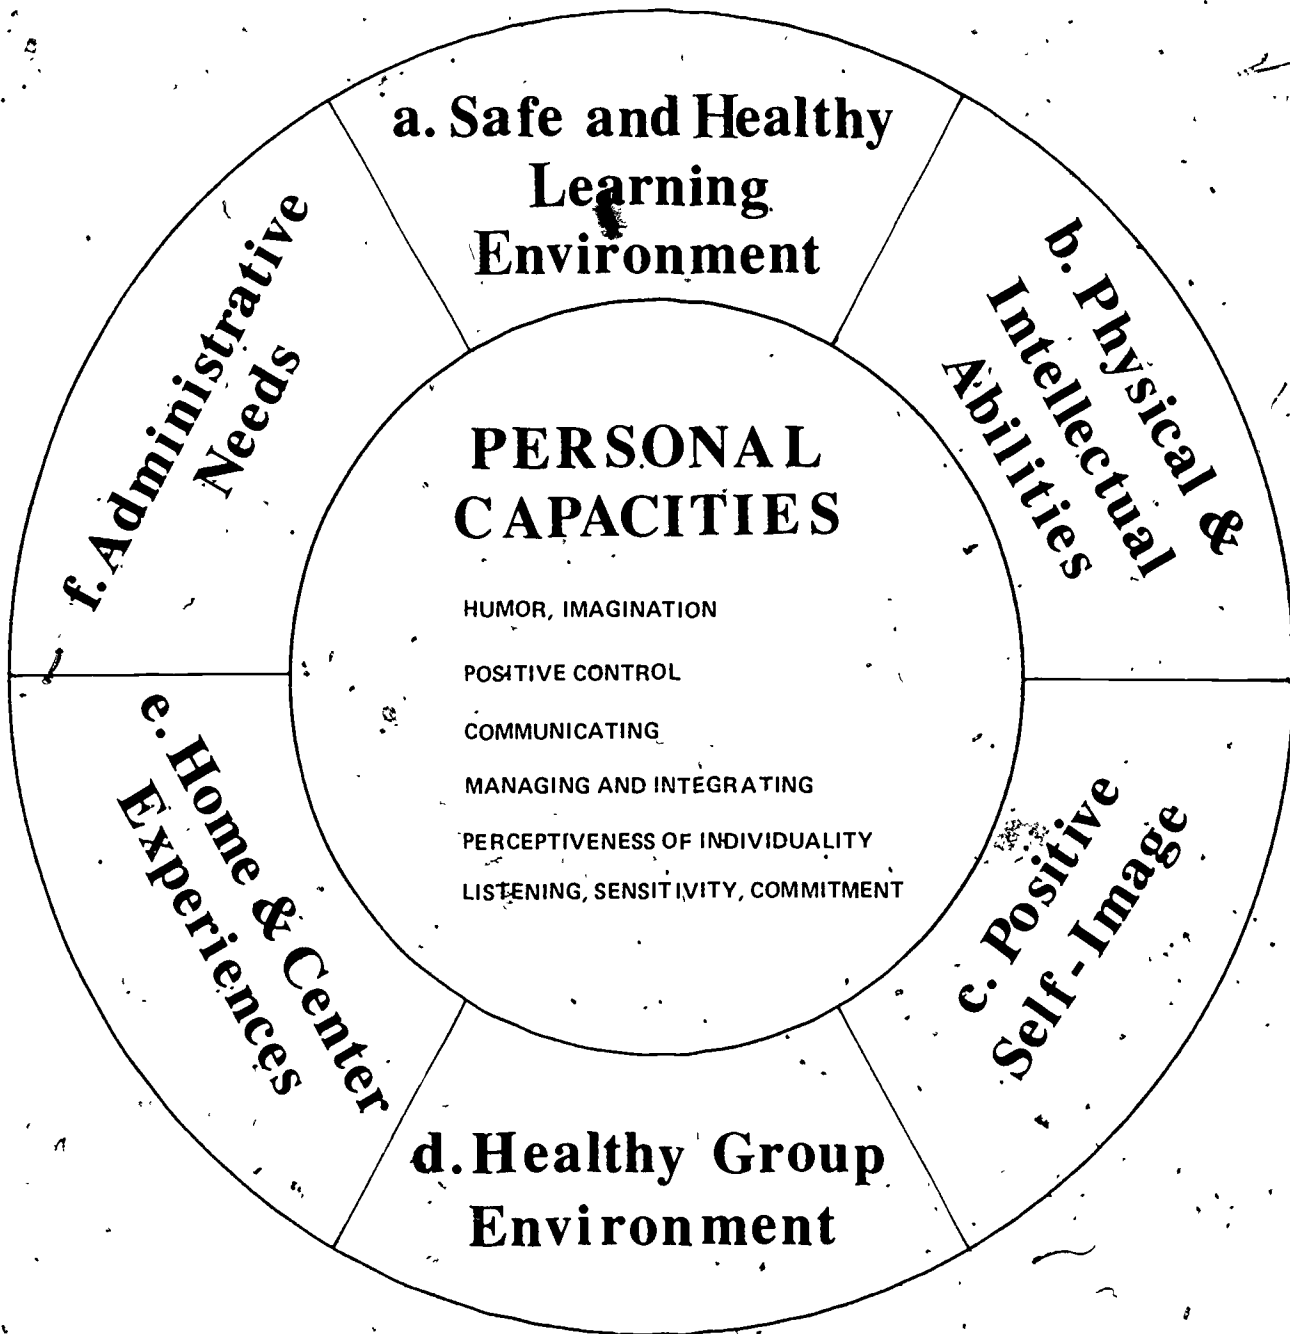 a. Safe and Healthy
Learning
Environment
b. Physical &
Intellectual
Abilities
c. Positive
Self-Image
d. Healthy Group
Environment
e. Home & Center
Experiences
f. Administrative
Needs
PERSONAL
CAPACITIES
HUMOR, IMAGINATION
POSITIVE CONTROL
COMMUNICATING
MANAGING AND INTEGRATING
PERCEPTIVENESS OF INDIVIDUALITY
LISTENING, SENSITIVITY, COMMITMENT